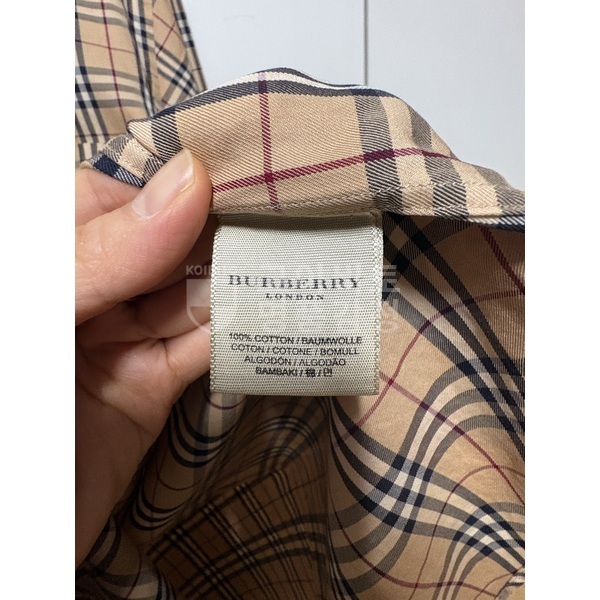 BURBERRY
LONDON
100% COTTON / BAUMWOLLE
COTON / COTONE / BOMULL
ALGODÓN / ALGODÃO
BAMBAKI / 棉 / 면